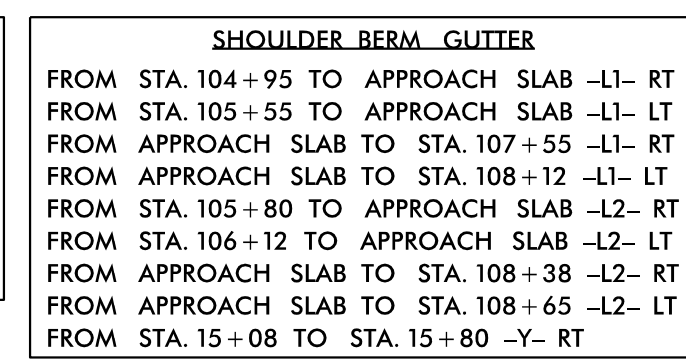 SHOULDER BERM GUTTER
FROM STA. 104+95 TO APPROACH SLAB -L1- RT
FROM STA. 105+55 TO APPROACH SLAB -L1- LT
FROM APPROACH SLAB TO STA. 107+55 -L1- RT
FROM APPROACH SLAB TO STA. 108+12 -L1- LT
FROM STA. 105+80 TO APPROACH SLAB -L2- RT
FROM STA. 106+12 TO APPROACH SLAB -L2- LT
FROM APPROACH SLAB TO STA. 108+38 -L2- RT
FROM APPROACH SLAB TO STA. 108+65 -L2- LT
FROM STA. 15+08 TO STA. 15+80 -Y- RT